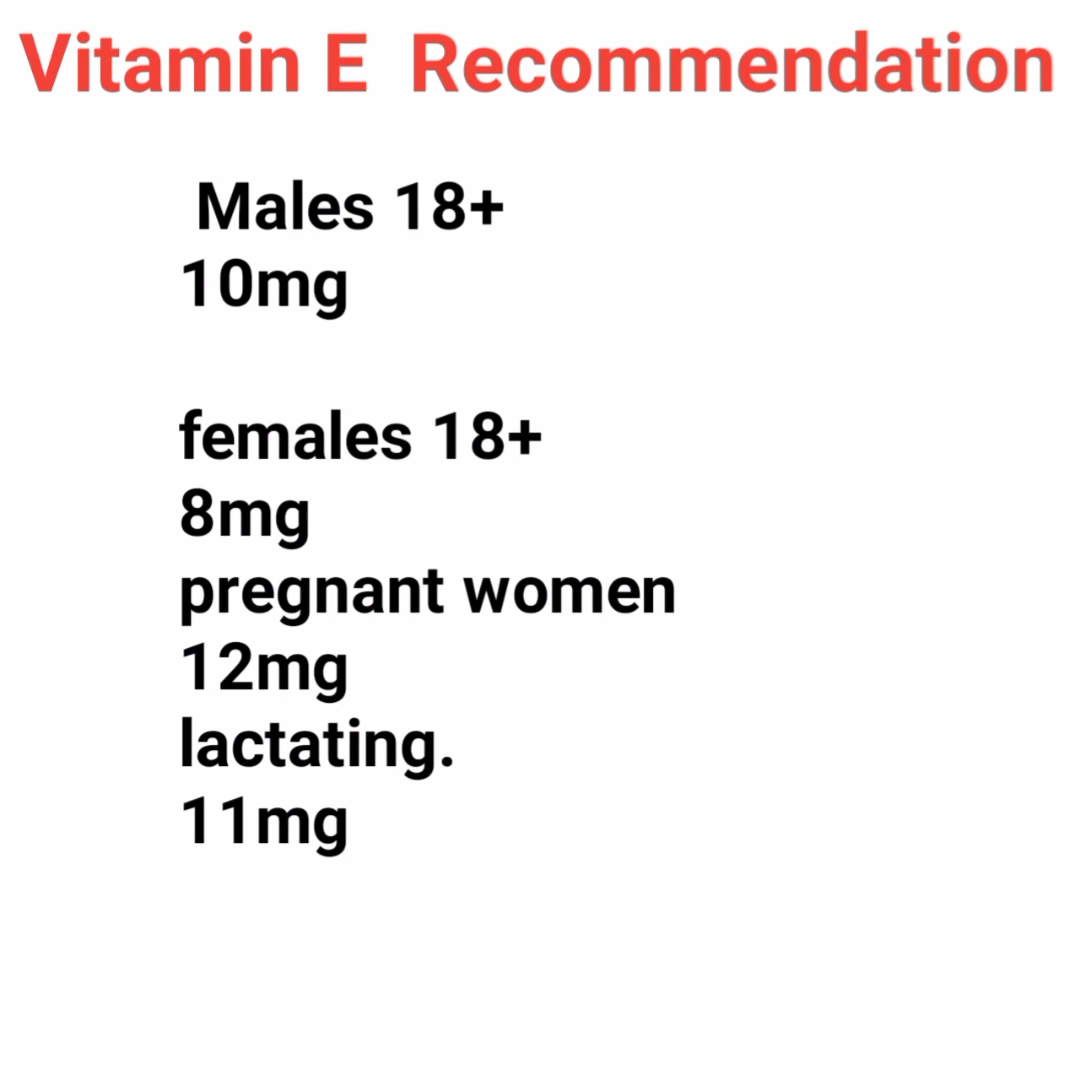 Vitamin E Recommendation
Males 18+
10mg
females 18+
8mg
pregnant women
12mg
lactating.
11mg